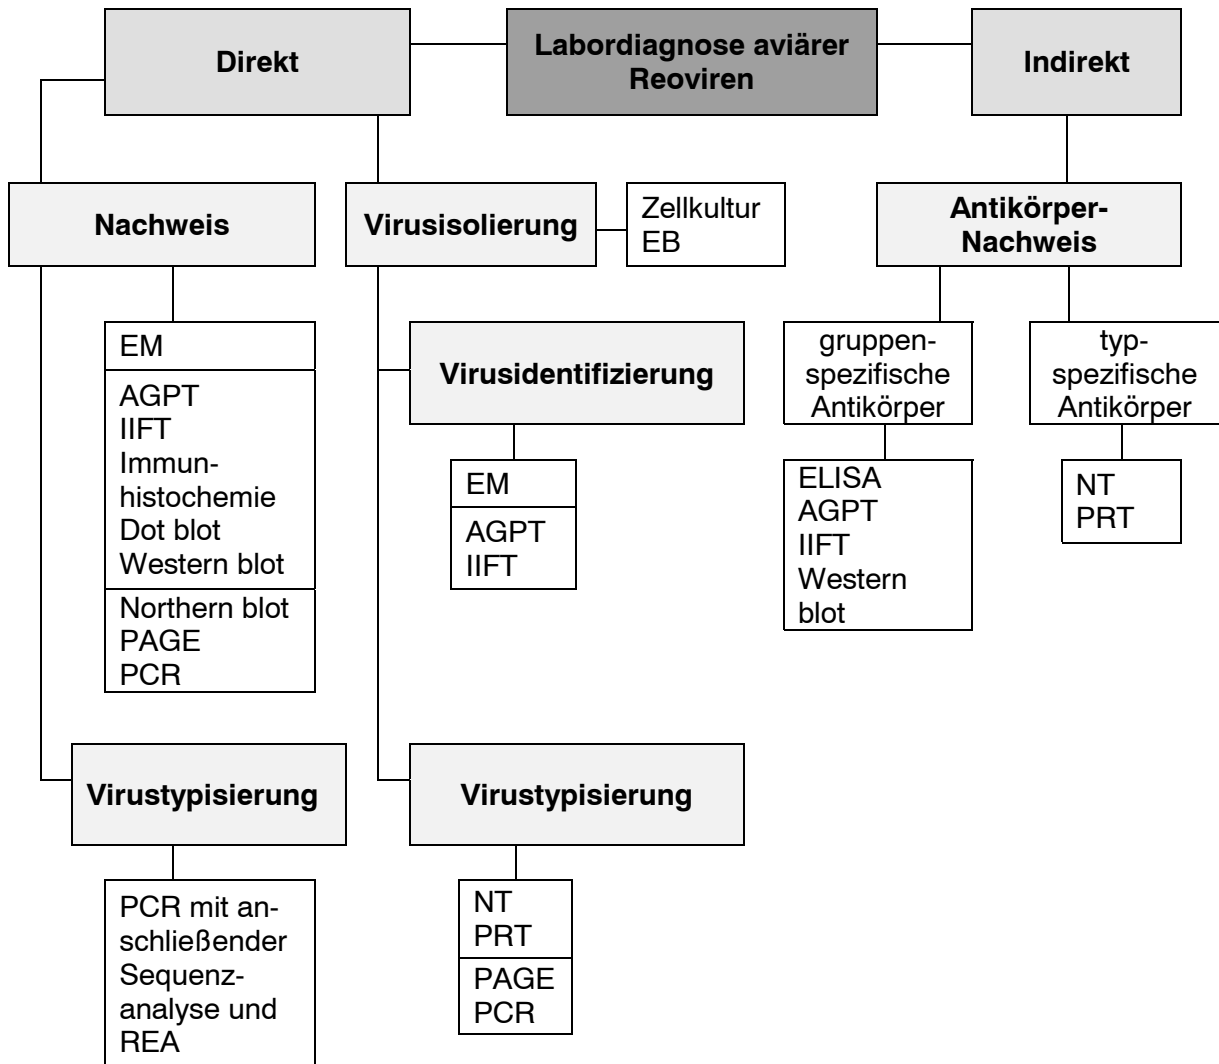 Labordiagnose aviärer
Reoviren
Direkt
Indirekt
Nachweis
Virusisolierung
Zellkultur
EB
Antikörper-
Nachweis
EM
AGPT
IIFT
Immun-
histochemie
Dot blot
Western blot
Northern blot
PAGE
PCR
Virusidentifizierung
EM
AGPT
IIFT
gruppen-
spezifische
Antikörper
typ-
spezifische
Antikörper
ELISA
AGPT
IIFT
Western
blot
NT
PRT
Virustypisierung
PCR mit an-
schließender
Sequenz-
analyse und
REA
Virustypisierung
NT
PRT
PAGE
PCR